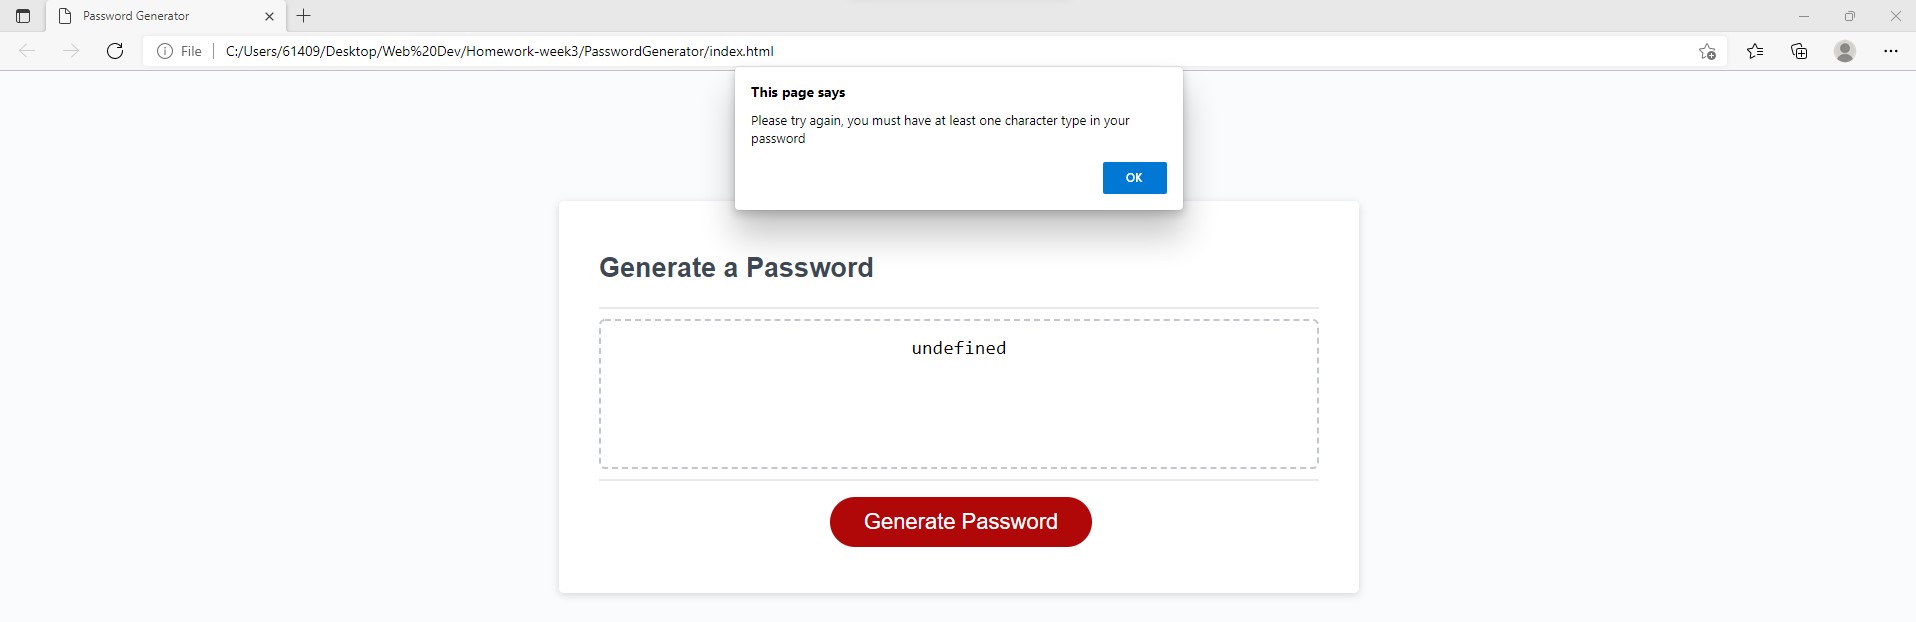 Password Generator
File
C:/Users/61409/Desktop/Web%20Dev/Homework-week3/PasswordGenerator/index.html
This page says
Please try again, you must have at least one character type in your
password
OK
Generate a Password
undefined
Generate Password